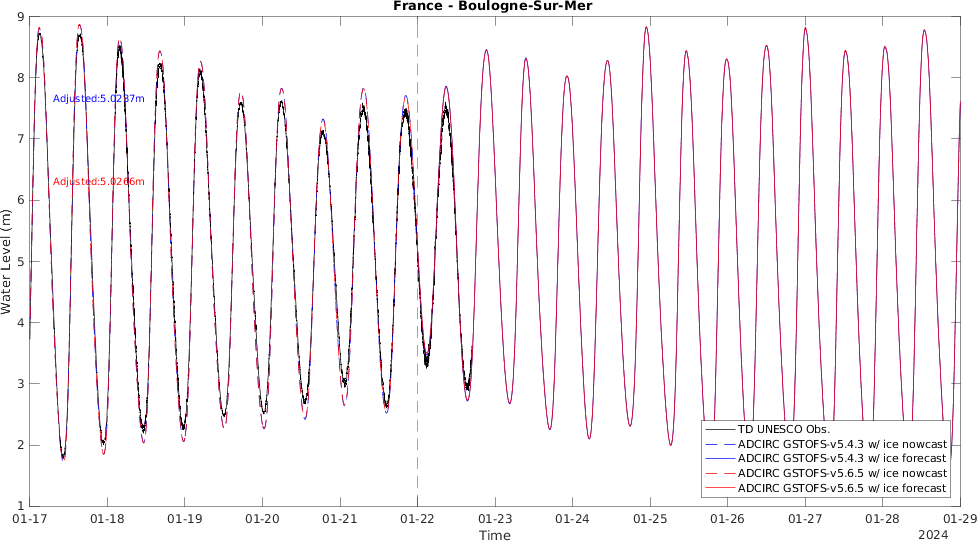 France - Boulogne-Sur-Mer
9
8
Adjusted:5.0237m
7
Adjusted:5.0266m
6
5
4
3
2
1
Water Level (m)
TD UNESCO Obs.
ADCIRC GSTOFS-v5.4.3 w/ ice nowcast
ADCIRC GSTOFS-v5.4.3 w/ ice forecast
ADCIRC GSTOFS-v5.6.5 w/ ice nowcast
ADCIRC GSTOFS-v5.6.5 w/ ice forecast
01-17 01-18 01-19 01-20 01-21 01-22 01-23 01-24 01-25 01-26 01-27 01-28 01-29
Time
2024